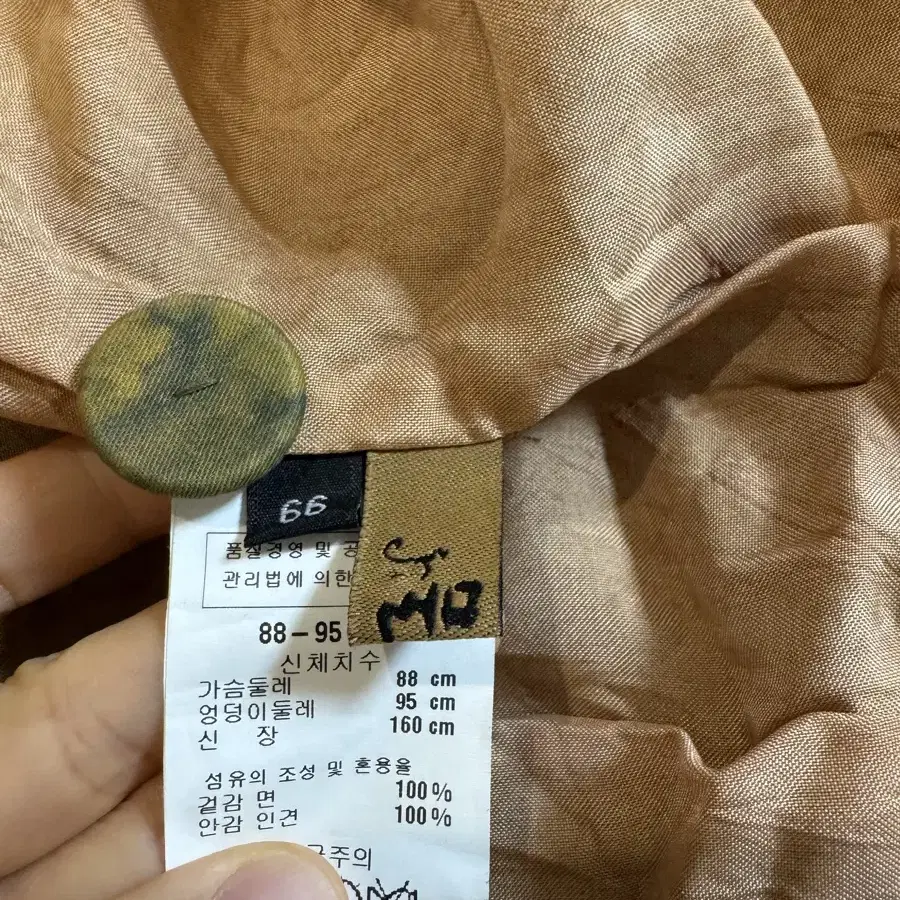 66
품질경영 및 공
관리법에 의한
88-95
신체치수
가슴둘레 88 cm
엉덩이둘레 95 cm
신 장 160 cm
섬유의 조성 및 혼용율
겉감 면 100%
안감 인견 100%
주의